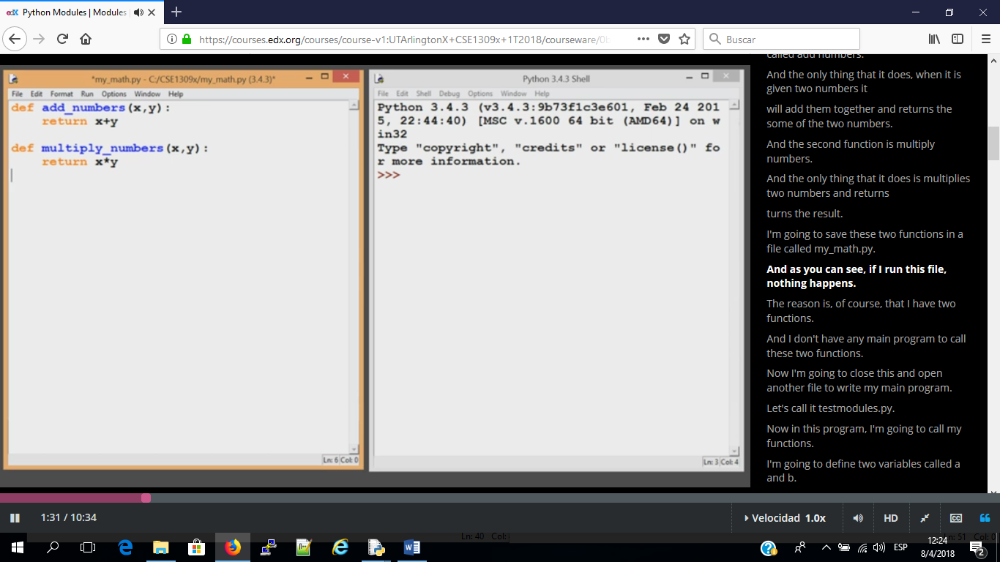 edX Python Modules | Modules
https://courses.edx.org/courses/course-v1:UTArlingtonX+CSE1309x+1T2018/courseware/0
Buscar
*my_math.py - C:/CSE1309x/my_math.py (3.4.3)*
File Edit Format Run Options Window Help
def add_numbers(x,y):
return x+y
def multiply_numbers(x,y):
return x*y
Ln: 6 Col: 0
Python 3.4.3 Shell
File Edit Shell Debug Options Window Help
Python 3.4.3 (v3.4.3:9b73f1c3e601, Feb 24 201
5, 22:44:40) [MSC v.1600 64 bit (AMD64)] on w
in32
Type "copyright", "credits" or "license()" fo
r more information.
>>>
Ln: 3 Col: 4
called add numbers.
And the only thing that it does, when it is
given two numbers it
will add them together and returns the
some of the two numbers.
And the second function is multiply
numbers.
And the only thing that it does is multiplies
two numbers and returns
turns the result.
I'm going to save these two functions in a
file called my_math.py.
And as you can see, if I run this file,
nothing happens.
The reason is, of course, that I have two
functions.
And I don't have any main program to call
these two functions.
Now I'm going to close this and open
another file to write my main program.
Let's call it testmodules.py.
Now in this program, I'm going to call my
functions.
I'm going to define two variables called a
and b.
1:31 / 10:34
Velocidad 1.0x
HD
CC
Ln: 40 Col:
Ln: 51 Col: 0
ESP
12:24
8/4/2018
2